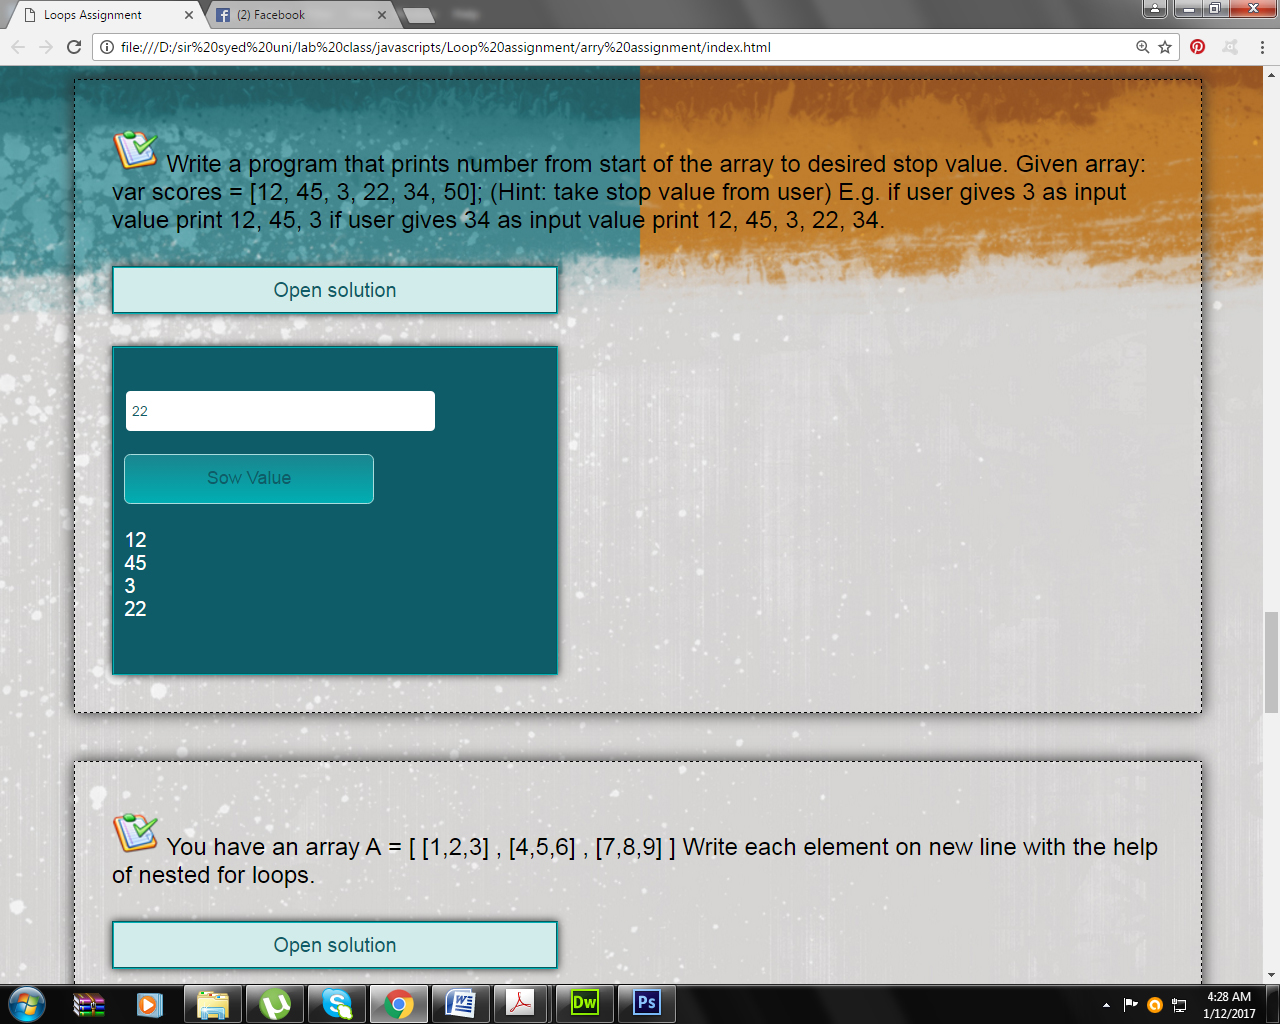 Loops Assignment
(2) Facebook
file:///D:/sir%20syed%20uni/lab%20class/javascripts/Loop%20assignment/arry%20assignment/index.html
Write a program that prints number from start of the array to desired stop value. Given array:
var scores = [12, 45, 3, 22, 34, 50]; (Hint: take stop value from user) E.g. if user gives 3 as input
value print 12, 45, 3 if user gives 34 as input value print 12, 45, 3, 22, 34.
Open solution
22
Sow Value
12
45
3
22
You have an array A = [ [1,2,3] , [4,5,6] , [7,8,9] ] Write each element on new line with the help
of nested for loops.
Open solution
Dw
Ps
4:28 AM
1/12/2017